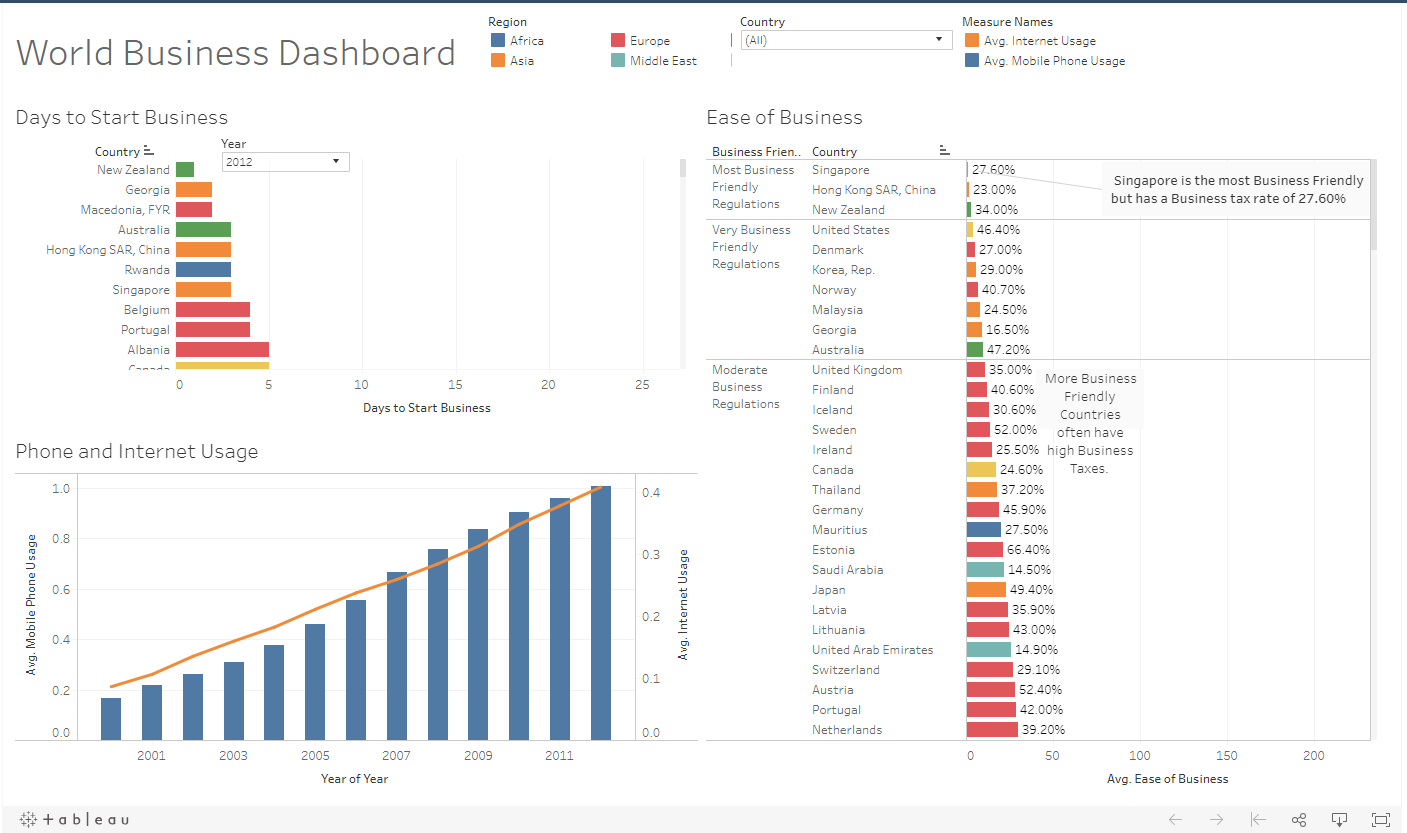 World Business Dashboard
Region
Africa
Europe
Asia
Middle East
Country
(All)
Measure Names
Avg. Internet Usage
Avg. Mobile Phone Usage
Days to Start Business
Country
Year
2012
New Zealand
Georgia
Macedonia, FYR
Australia
Hong Kong SAR, China
Rwanda
Singapore
Belgium
Portugal
Albania
Canada
0 5 10 15 20 25
Days to Start Business
Phone and Internet Usage
Avg. Mobile Phone Usage
1.0
0.8
0.6
0.4
0.2
0.0
0.4
0.3
0.2
0.1
0.0
Avg. Internet Usage
2001 2003 2005 2007 2009 2011
Year of Year
Ease of Business
Business Frien.. Country
Most Business
Friendly
Regulations
Singapore 27.60%
Hong Kong SAR, China 23.00%
New Zealand 34.00%
Singapore is the most Business Friendly
but has a Business tax rate of 27.60%
Very Business
Friendly
Regulations
United States 46.40%
Denmark 27.00%
Korea, Rep. 29.00%
Norway 40.70%
Malaysia 24.50%
Georgia 16.50%
Australia 47.20%
Moderate
Business
Regulations
United Kingdom 35.00%
Finland 40.60%
Iceland 30.60%
Sweden 52.00%
Ireland 25.50%
Canada 24.60%
Thailand 37.20%
Germany 45.90%
Mauritius 27.50%
Estonia 66.40%
Saudi Arabia 14.50%
Japan 49.40%
Latvia 35.90%
Lithuania 43.00%
United Arab Emirates 14.90%
Switzerland 29.10%
Austria 52.40%
Portugal 42.00%
Netherlands 39.20%
More Business
Friendly
Countries
often have
high Business
Taxes.
0 50 100 150 200
Avg. Ease of Business
+ableau